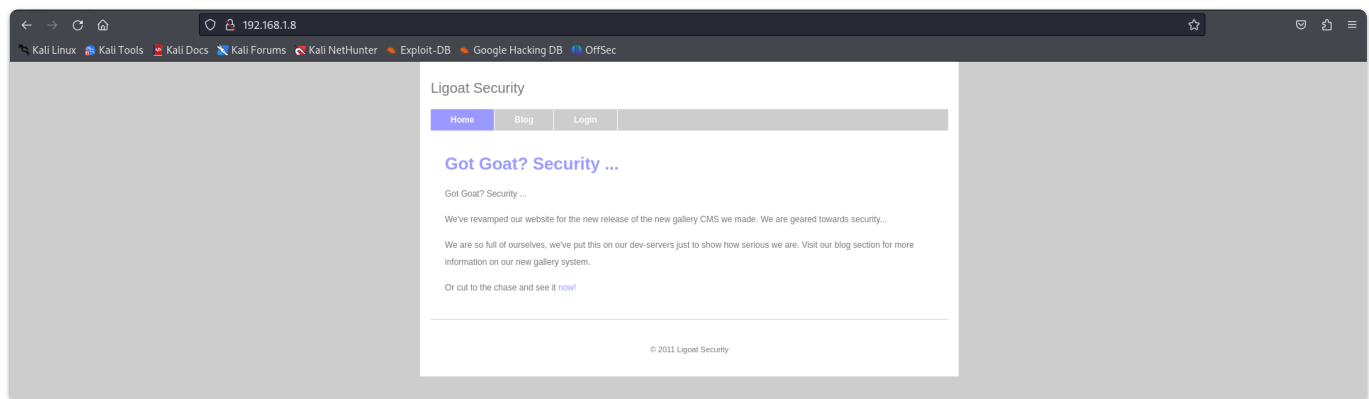 192.168.1.8
Kali Linux Kali Tools Kali Docs Kali Forums Kali NetHunter Exploit-DB Google Hacking DB OffSec
Ligoat Security
Home Blog Login
Got Goat? Security ...
Got Goat? Security ...
We've revamped our website for the new release of the new gallery CMS we made. We are geared towards security...
We are so full of ourselves, we've put this on our dev-servers just to show how serious we are. Visit our blog section for more
information on our new gallery system.
Or cut to the chase and see it now!
© 2011 Ligoat Security